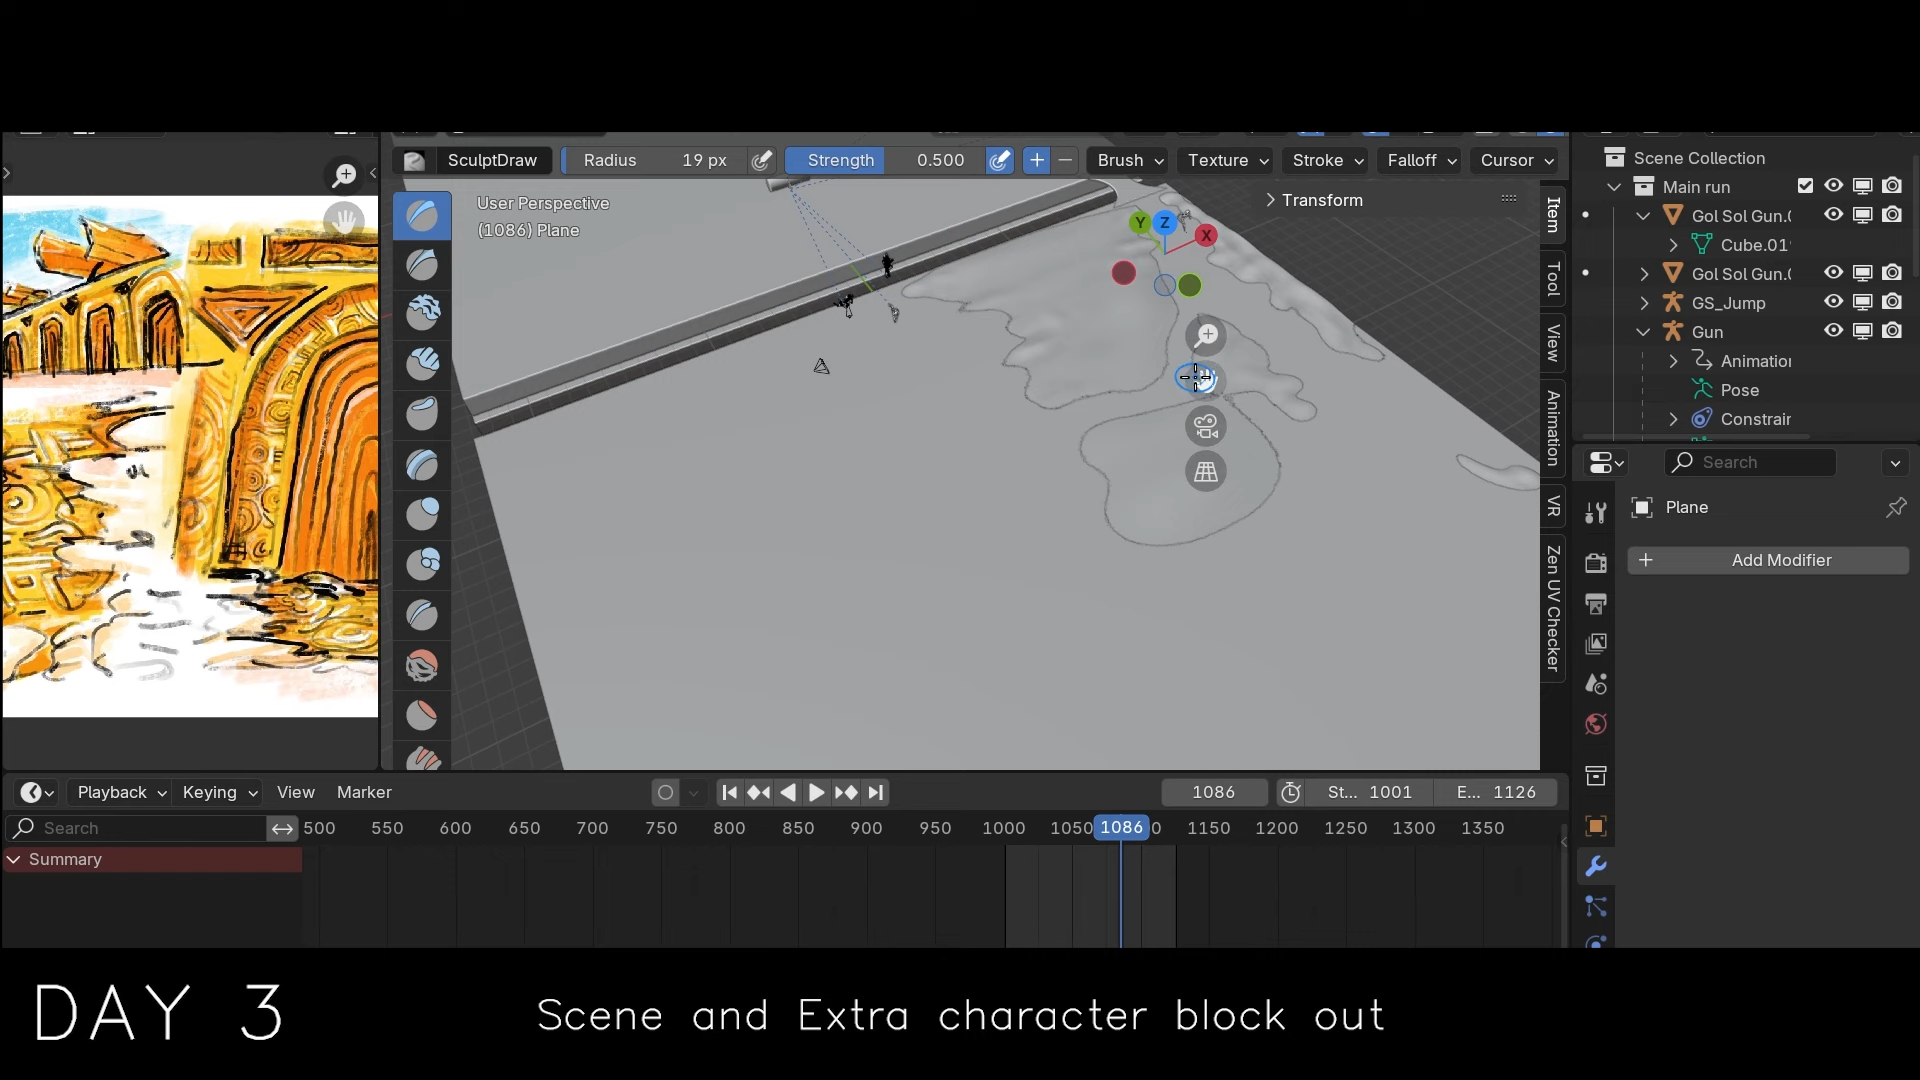 SculptDraw Radius 19 px Strength 0.500 Brush Texture Stroke Falloff Cursor
User Perspective
(1086) Plane
Transform
Y Z X
Item
Tool
View
Animation
VR
Zen UV Checker
Scene Collection
Main run
Gol Sol Gun.
Cube.01
Gol Sol Gun.
GS_Jump
Gun
Animatio
Pose
Constrair
Search
Plane
Add Modifier
Playback Keying View Marker 1086 St... 1001 E... 1126
Search 500 550 600 650 700 750 800 850 900 950 1000 1050 1086 0 1150 1200 1250 1300 1350
Summary
DAY 3 Scene and Extra character block out